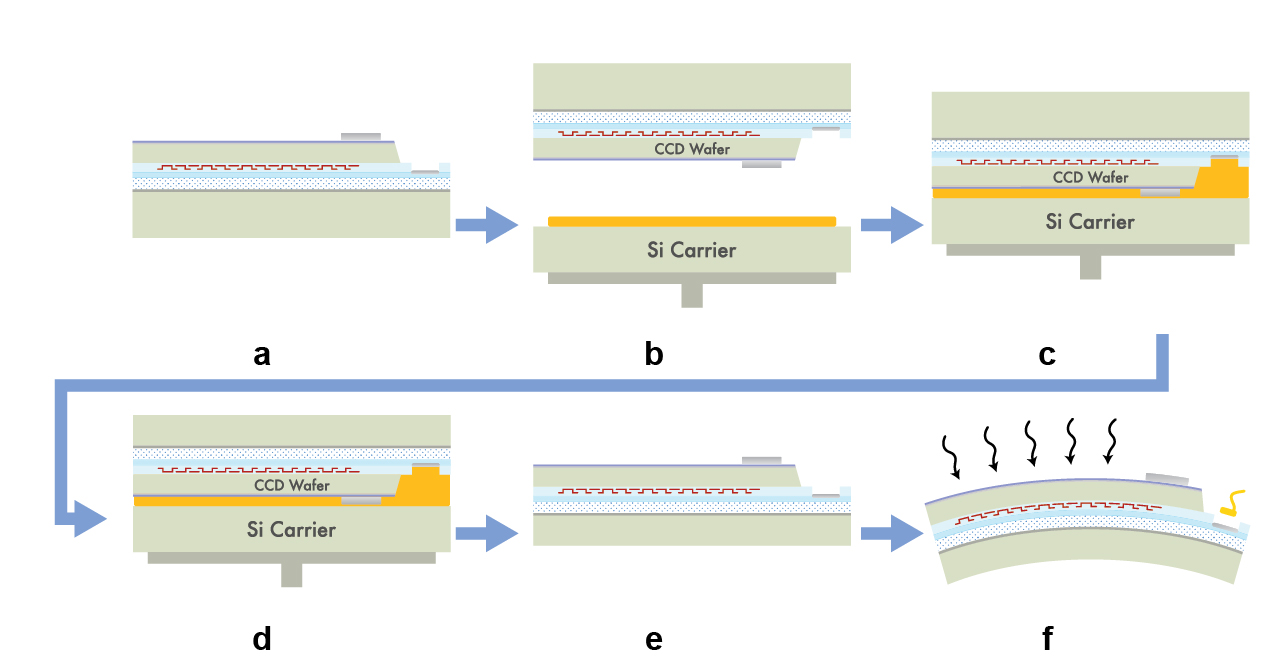 CCD Wafer
Si Carrier
CCD Wafer
Si Carrier
a
b
c
CCD Wafer
Si Carrier
d
e
f